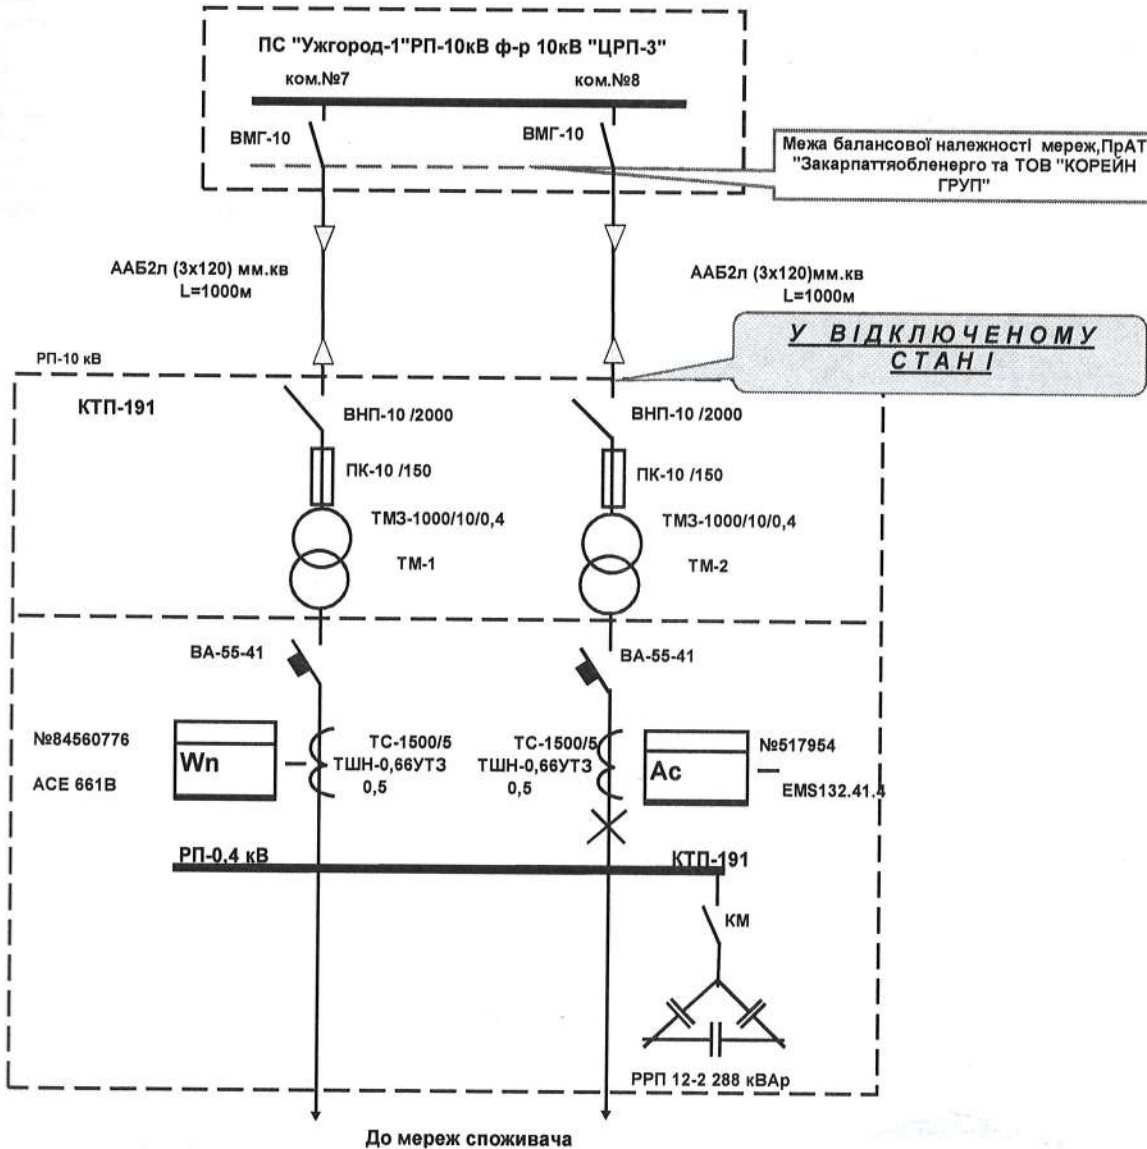 ПС "Ужгород-1"РП-10кВ ф-р 10кВ "ЦРП-3"
ком.№7
ком.№8
ВМГ-10
ВМГ-10
Межа балансової належності мереж,ПрАТ
"Закарпаттяобленерго та ТОВ "КОРЕЙН
ГРУП"
ААБ2л (3х120) мм.кв
L=1000м
ААБ2л (3х120)мм.кв
L=1000м
У ВІДКЛЮЧЕНОМУ
СТАНІ
РП-10 кВ
КТП-191
ВНП-10 /2000
ВНП-10 /2000
ПК-10 /150
ПК-10 /150
ТМЗ-1000/10/0,4
ТМЗ-1000/10/0,4
ТМ-1
ТМ-2
ВА-55-41
ВА-55-41
№84560776
АСЕ 661В
Wn
ТС-1500/5
ТШН-0,66УТЗ
0,5
ТС-1500/5
ТШН-0,66УТЗ
0,5
Ас
№517954
EMS132.41.4
РП-0,4 кВ
КТП-191
КМ
РРП 12-2 288 кВАр
До мереж споживача